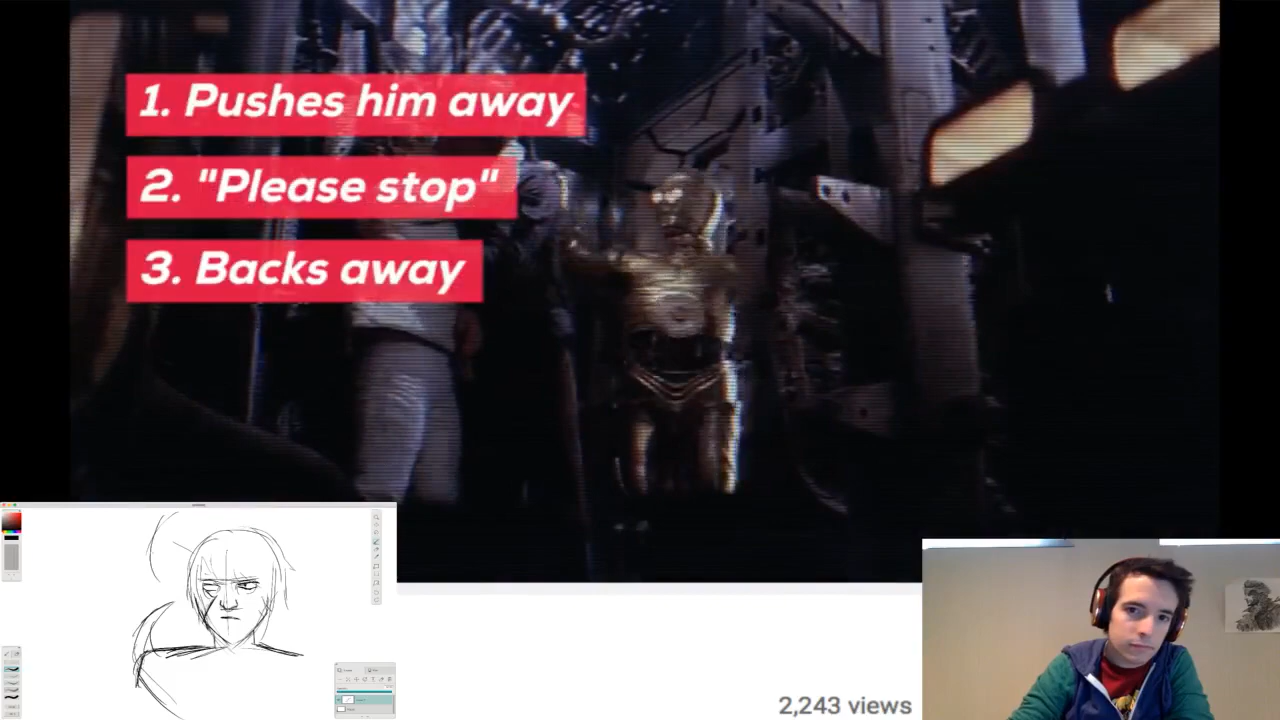 1. Pushes him away
2. "Please stop"
3. Backs away
2,243 views